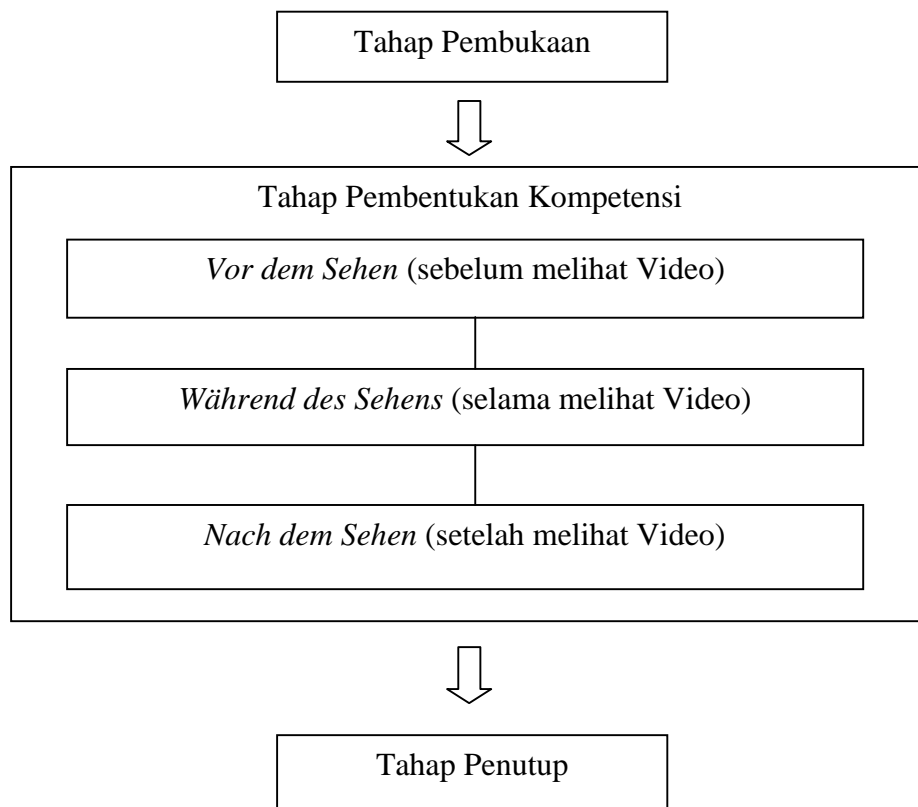 Tahap Pembukaan
Tahap Pembentukan Kompetensi
Vor dem Sehen (sebelum melihat Video)
Während des Sehens (selama melihat Video)
Nach dem Sehen (setelah melihat Video)
Tahap Penutup